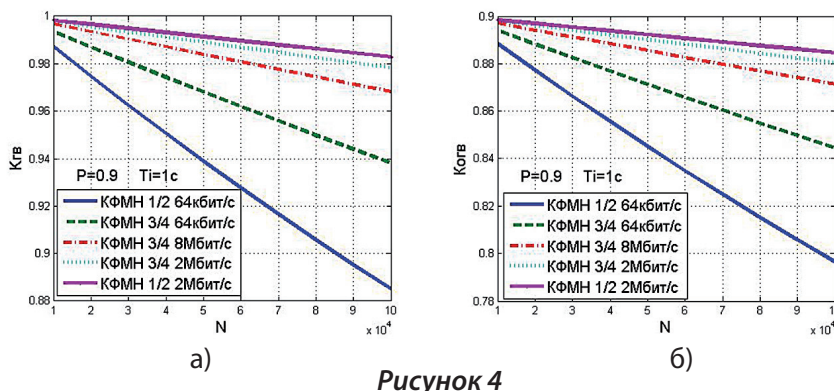 1
0.98
0.96
0.94
0.92
0.9
0.88
Кгв
P=0.9 Ti=1c
КФМН 1/2 64кбит/с
КФМН 3/4 64кбит/с
КФМН 3/4 8Мбит/с
КФМН 3/4 2Мбит/с
КФМН 1/2 2Мбит/с
1 2 3 4 5 6 7 8 9 10
N
x 10⁴
а)
0.9
0.88
0.86
0.84
0.82
0.8
0.78
Когв
P=0.9 Ti=1c
КФМН 1/2 64кбит/с
КФМН 3/4 64кбит/с
КФМН 3/4 8Мбит/с
КФМН 3/4 2Мбит/с
КФМН 1/2 2Мбит/с
1 2 3 4 5 6 7 8 9 10
N
x 10⁴
б)
Рисунок 4